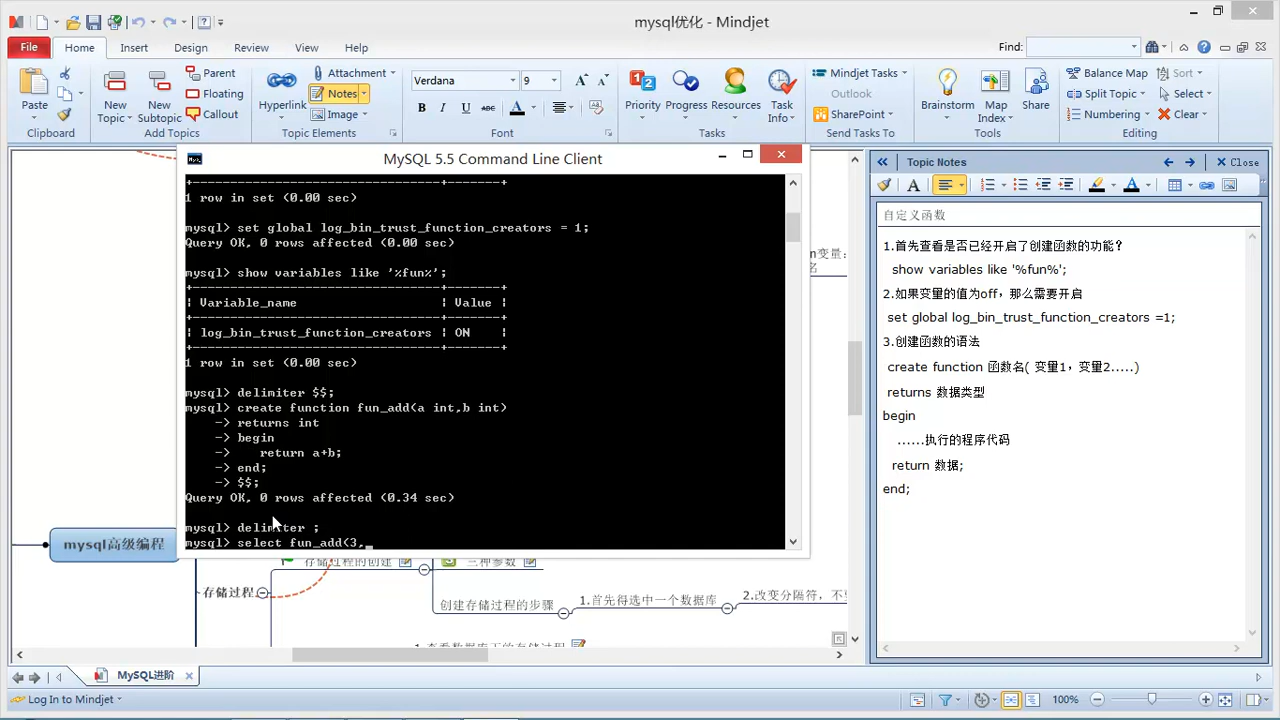 mysql优化 - Mindjet
File Home Insert Design Review View Help Find:
Paste
Clipboard
New Topic
New Subtopic
Parent
Floating
Callout
Add Topics
Hyperlink
Attachment
Notes
Image
Topic Elements
Verdana 9
B I U abc A
Font
Priority Progress Resources Task Info
Tasks
Mindjet Tasks
Outlook
SharePoint
Send Tasks To
Brainstorm Map Index Share
Tools
Balance Map
Split Topic
Numbering
Sort
Select
Clear
Editing
MySQL 5.5 Command Line Client
1 row in set (0.00 sec)
mysql> set global log_bin_trust_function_creators = 1;
Query OK, 0 rows affected (0.00 sec)
mysql> show variables like '%fun%';
| Variable_name | Value |
| log_bin_trust_function_creators | ON |
1 row in set (0.00 sec)
mysql> delimiter $$;
mysql> create function fun_add(a int,b int)
-> returns int
-> begin
-> return a+b;
-> end;
-> $$;
Query OK, 0 rows affected (0.34 sec)
mysql> delimiter ;
mysql> select fun_add(3,_
n变量:
名
mysql高级编程
存储过程
存储过程的创建
三种参数
创建存储过程的步骤
1.首先得选中一个数据库
2.改变分隔符，不
Topic Notes Close
自定义函数
1.首先查看是否已经开启了创建函数的功能?
show variables like '%fun%';
2.如果变量的值为off，那么需要开启
set global log_bin_trust_function_creators =1;
3.创建函数的语法
create function 函数名( 变量1，变量2.....)
returns 数据类型
begin
......执行的程序代码
return 数据;
end;
MySQL进阶
Log In to Mindjet
100%